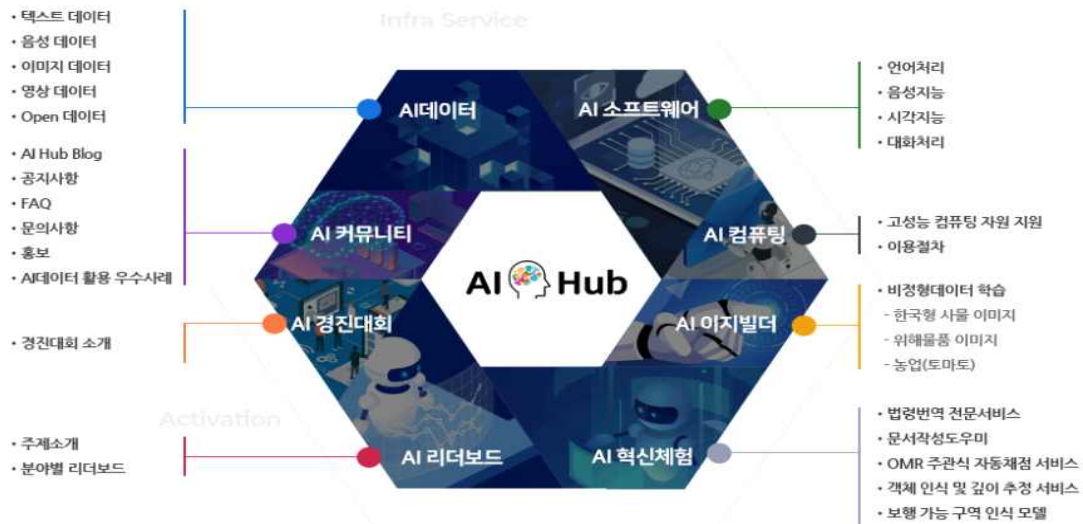 Infra Service
• 텍스트 데이터
• 음성 데이터
• 이미지 데이터
• 영상 데이터
• Open 데이터
• AI Hub Blog
• 공지사항
• FAQ
• 문의사항
• 홍보
• AI데이터 활용 우수사례
• 경진대회 소개
Activation
• 주제소개
• 분야별 리더보드
AI데이터
AI 소프트웨어
AI 커뮤니티
AI 컴퓨팅
AI Hub
AI 경진대회
AI 이지빌더
AI 리더보드
AI 혁신체험
• 언어처리
• 음성지능
• 시각지능
• 대화처리
• 고성능 컴퓨팅 자원 지원
• 이용절차
• 비정형데이터 학습
- 한국형 사물 이미지
- 위해물품 이미지
- 농업(토마토)
• 법령번역 전문서비스
• 문서작성도우미
• OMR 주관식 자동채점 서비스
• 객체 인식 및 깊이 추정 서비스
• 보행 가능 구역 인식 모델